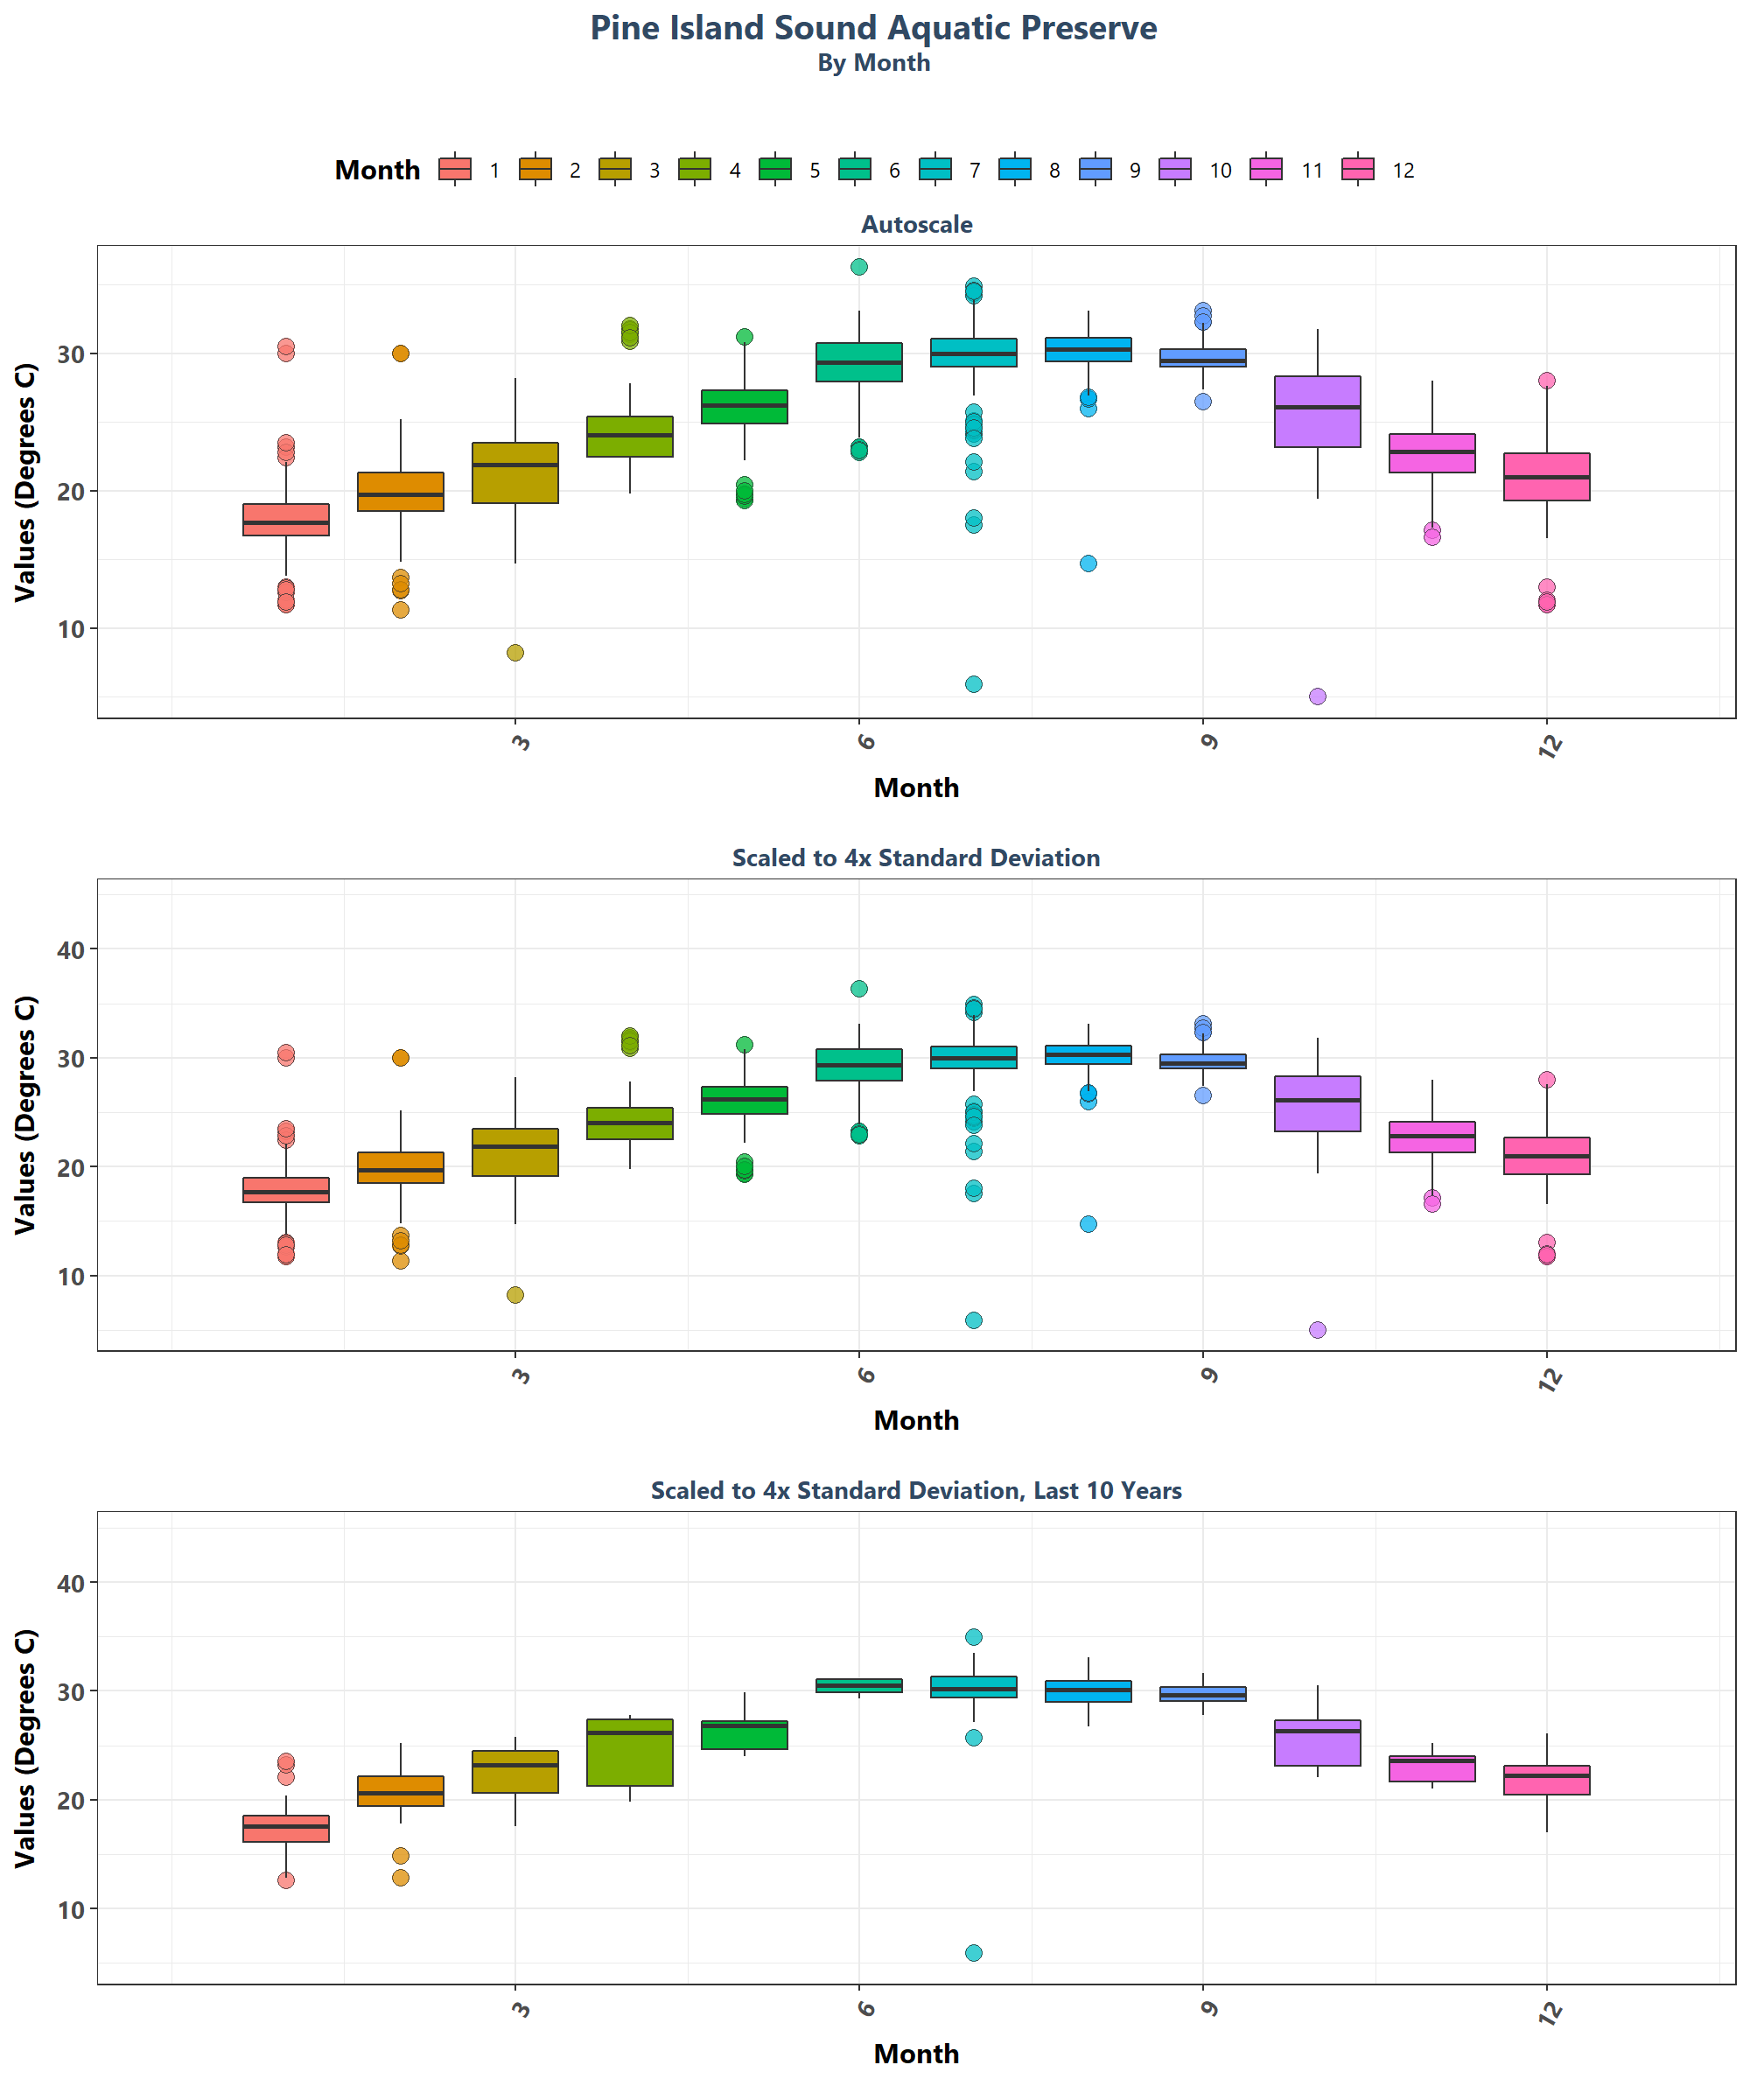 Pine Island Sound Aquatic Preserve
By Month
Month 1 2 3 4 5 6 7 8 9 10 11 12
Autoscale
Values (Degrees C)
30
20
10
3 6 9 12
Month
Scaled to 4x Standard Deviation
Values (Degrees C)
40
30
20
10
3 6 9 12
Month
Scaled to 4x Standard Deviation, Last 10 Years
Values (Degrees C)
40
30
20
10
3 6 9 12
Month